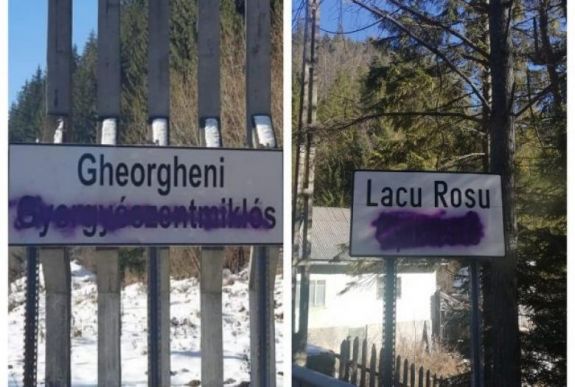 Gheorgheni
Gyergyószentmiklós
Lacu Rosu